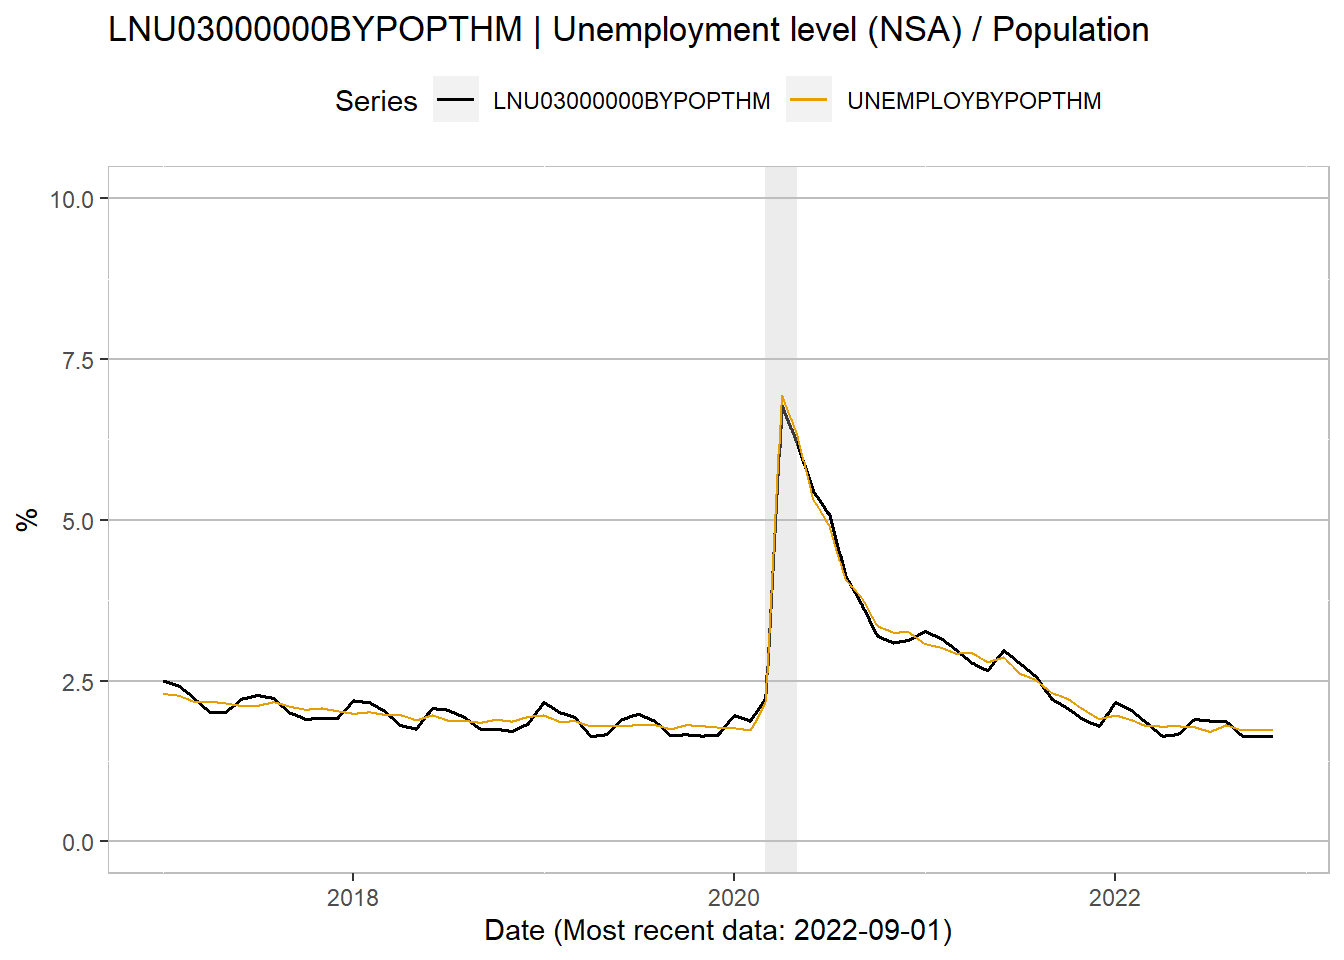 LNU03000000BYPOPTHM | Unemployment level (NSA) / Population
Series LNU03000000BYPOPTHM UNEMPLOYBYPOPTHM
10.0
7.5
5.0
2.5
0.0
%
2018 2020 2022
Date (Most recent data: 2022-09-01)